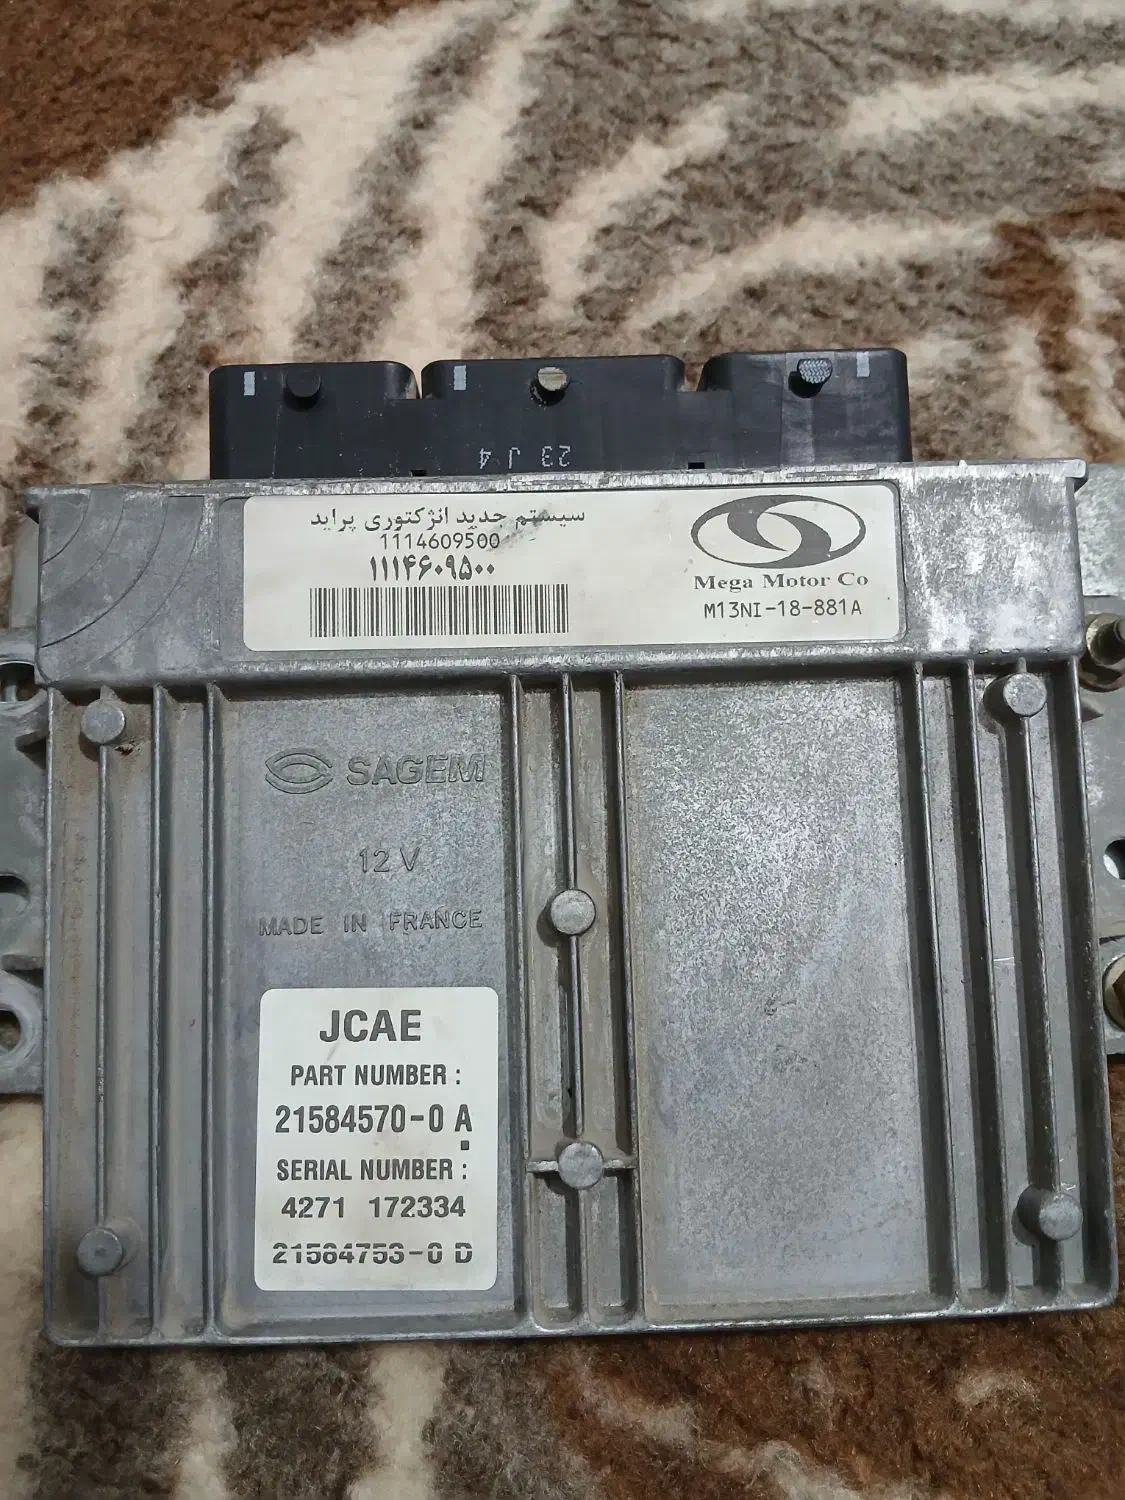 23 J 4
سیستم جدید انژکتوری پراید
1114609500
۱۱۱۴۶۰۹۵۰۰
Mega Motor Co
M13NI-18-881A
SAGEM
12 V
MADE IN FRANCE
JCAE
PART NUMBER :
21584570-0 A
SERIAL NUMBER :
4271 172334
21584753-0 D